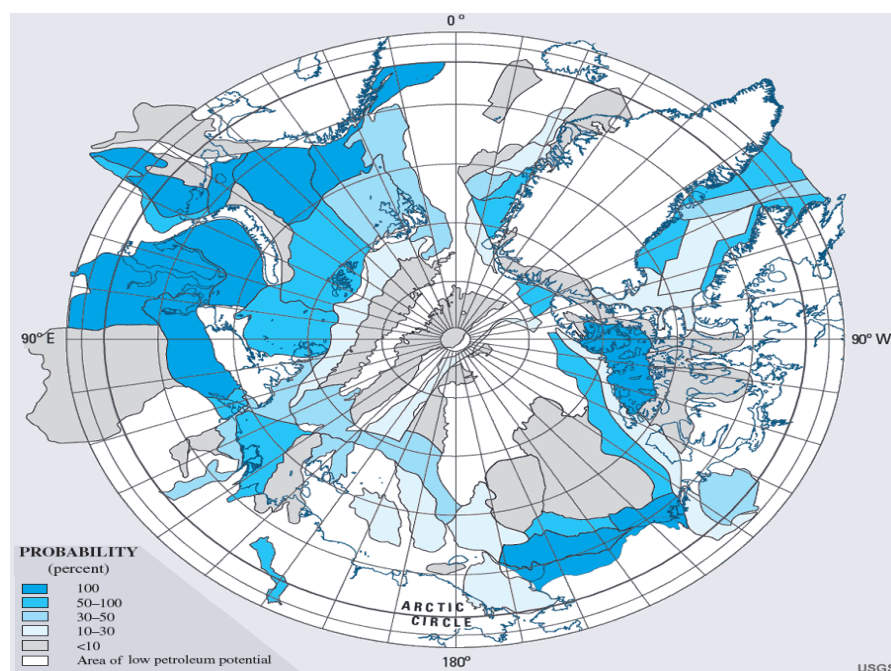 0°
90°E
90°W
PROBABILITY
(percent)
100
50–100
30–50
10–30
<10
Area of low petroleum potential
ARCTIC
CIRCLE
180°
USGS